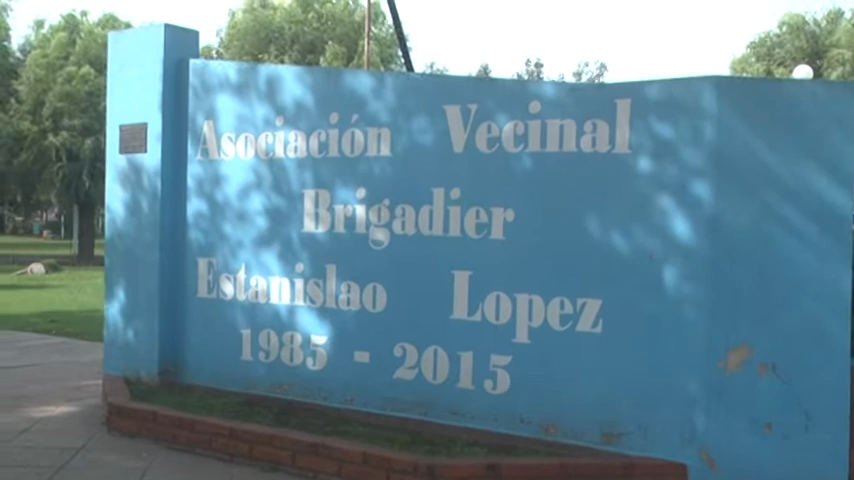 Asociación Vecinal
Brigadier
Estanislao Lopez
1985 - 2015